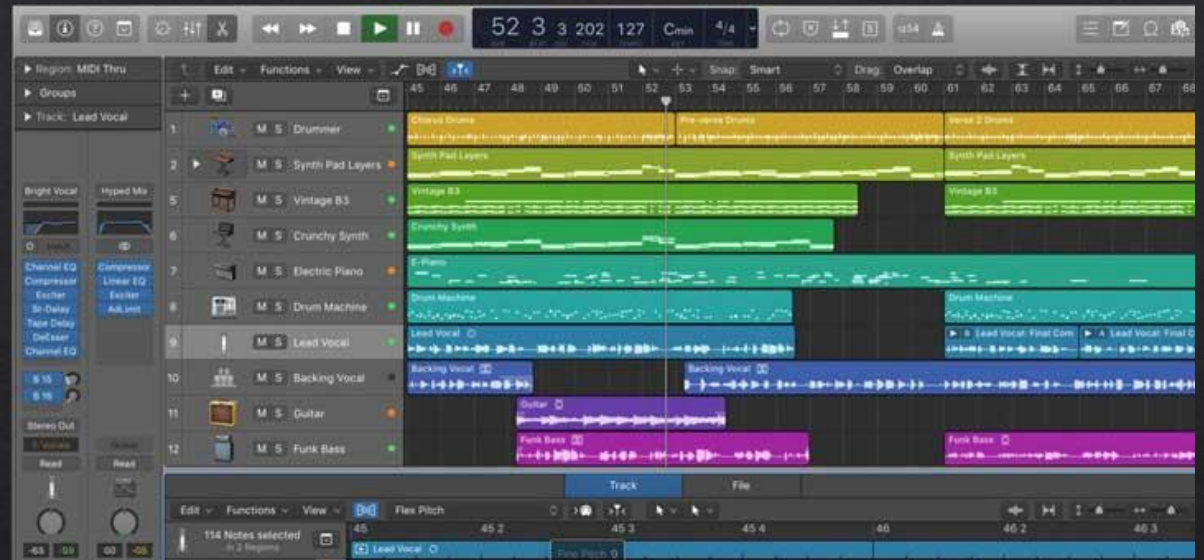 52 3 3 202 127 Cmin 4/4
1234
Region: MIDI Thru
Edit Functions View Snap: Smart Drag: Overlap
Groups
45 46 47 48 49 50 51 52 53 54 55 56 57 58 59 60 61 62 63 64 65 66 67 68
Track: Lead Vocal
1 M S Drummer
Chorus Drums Pre-verse Drums Verse 2 Drums
2 M S Synth Pad Layers
Synth Pad Layers Synth Pad Layers
Bright Vocal Hyped Mix
5 M S Vintage B3
Vintage B3 Vintage B3
6 M S Crunchy Synth
Crunchy Synth
Input
Channel EQ Compressor
Compressor Linear EQ
Exciter Exciter
St-Delay AdLimit
Tape Delay
DeEsser
Channel EQ
7 M S Electric Piano
E-Piano
8 M S Drum Machine
Drum Machine Drum Machine
9 M S Lead Vocal
Lead Vocal B Lead Vocal: Final Com A Lead Vocal: Final C
10 M S Backing Vocal
Backing Vocal Backing Vocal
B 15
B 16
11 M S Guitar
Guitar
Stereo Out
12 M S Funk Bass
Funk Bass Funk Bass
Read Read
Track File
Edit Functions View Flex Pitch
45 45 2 45 3 45 4 46 46 2 46 3
114 Notes selected
in 2 Regions
Lead Vocal
Fine Pitch